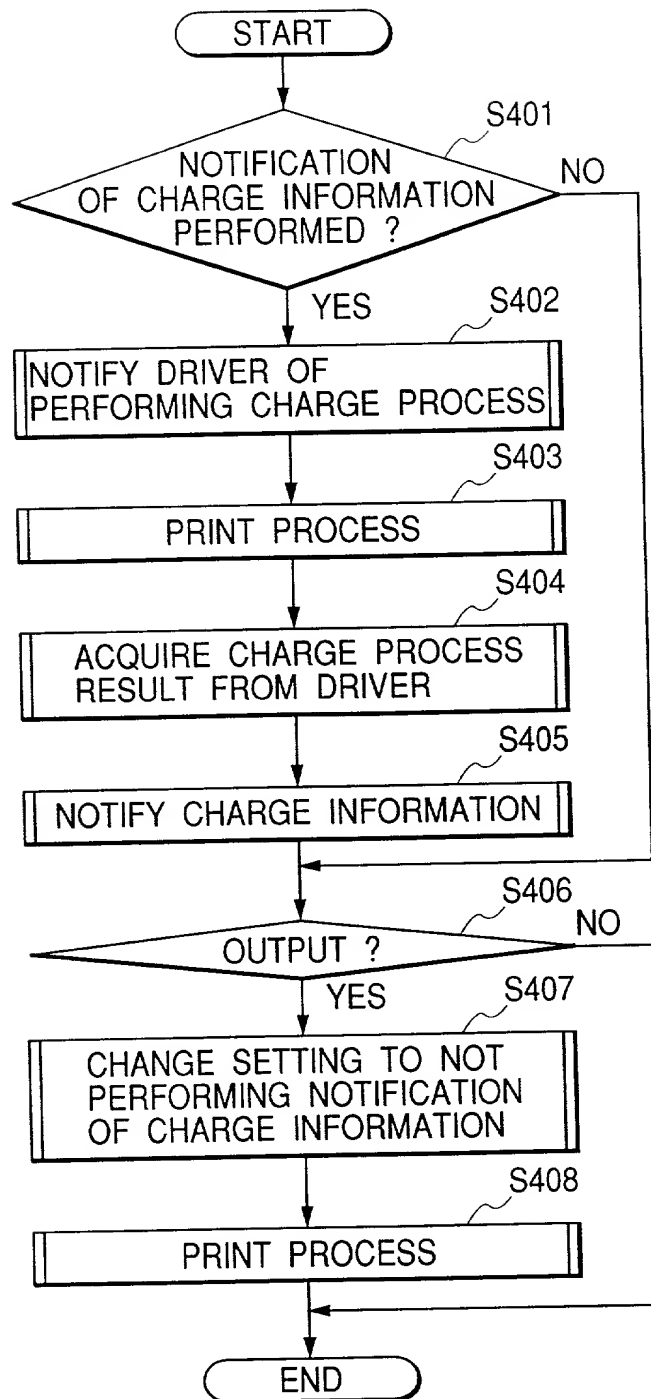 START
S401
NOTIFICATION
OF CHARGE INFORMATION
PERFORMED ?
NO
YES
S402
NOTIFY DRIVER OF
PERFORMING CHARGE PROCESS
S403
PRINT PROCESS
S404
ACQUIRE CHARGE PROCESS
RESULT FROM DRIVER
S405
NOTIFY CHARGE INFORMATION
S406
OUTPUT ?
NO
YES
S407
CHANGE SETTING TO NOT
PERFORMING NOTIFICATION
OF CHARGE INFORMATION
S408
PRINT PROCESS
END